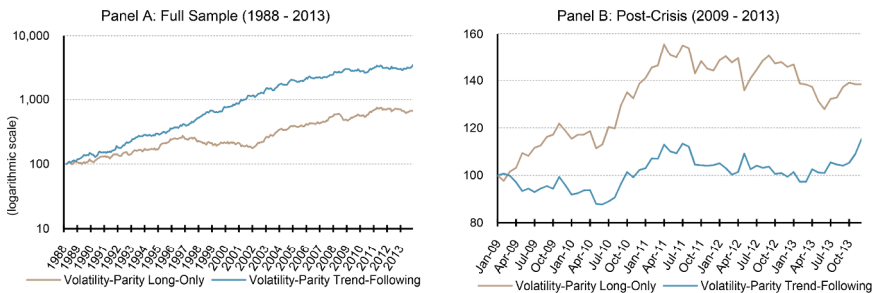 Panel A: Full Sample (1988 - 2013)
(logarithmic scale)
10,000
1,000
100
10
1988 1989 1990 1991 1992 1993 1994 1995 1996 1997 1998 1999 2000 2001 2002 2003 2004 2005 2006 2007 2008 2009 2010 2011 2012 2013
Volatility-Parity Long-Only Volatility-Parity Trend-Following
Panel B: Post-Crisis (2009 - 2013)
160
140
120
100
80
Jan-09 Apr-09 Jul-09 Oct-09 Jan-10 Apr-10 Jul-10 Oct-10 Jan-11 Apr-11 Jul-11 Oct-11 Jan-12 Apr-12 Jul-12 Oct-12 Jan-13 Apr-13 Jul-13 Oct-13
Volatility-Parity Long-Only Volatility-Parity Trend-Following